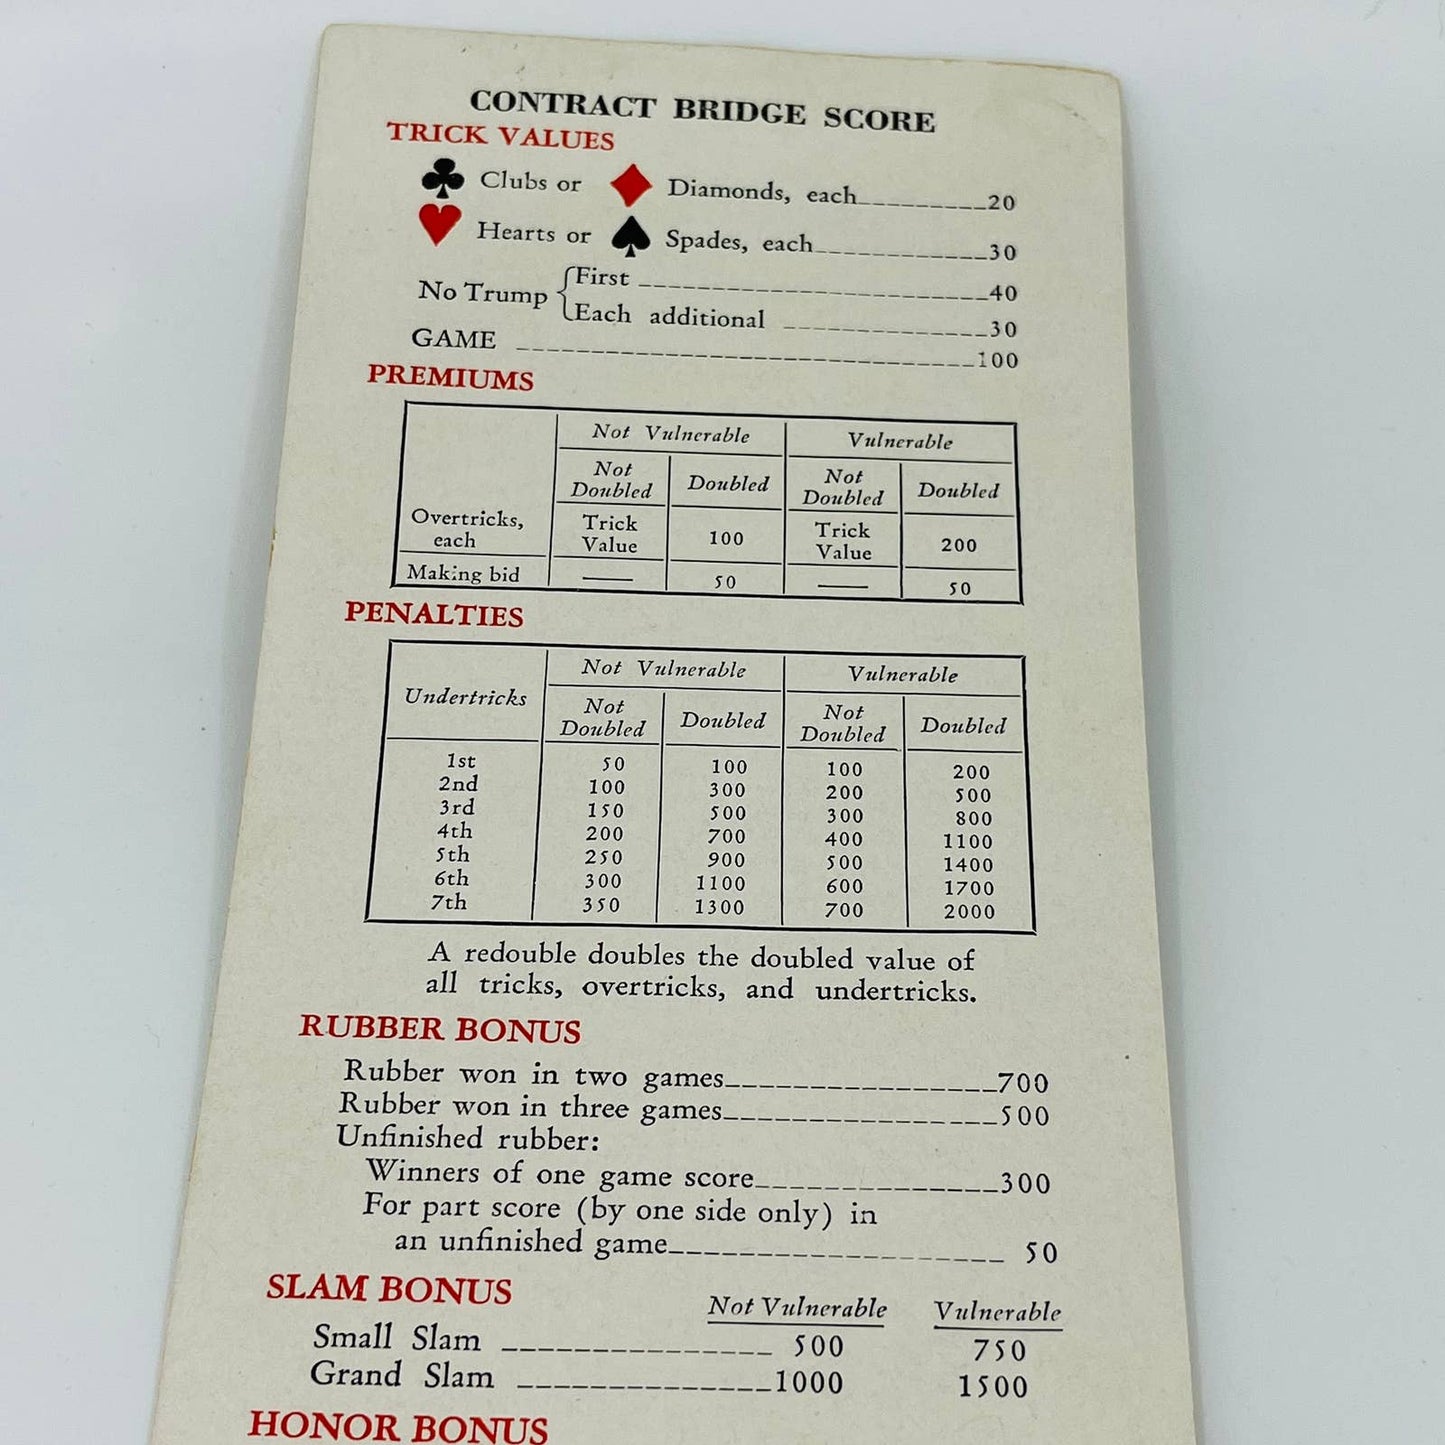 CONTRACT BRIDGE SCORE
TRICK VALUES
Clubs or Diamonds, each 20
Hearts or Spades, each 30
No Trump First 40
Each additional 30
GAME 100
PREMIUMS
Not Vulnerable Vulnerable
Not Doubled Doubled Not Doubled Doubled
Overtricks, each Trick Value 100 Trick Value 200
Making bid — 50 — 50
PENALTIES
Undertricks Not Vulnerable Vulnerable
Not Doubled Doubled Not Doubled Doubled
1st 50 100 100 200
2nd 100 300 200 500
3rd 150 500 300 800
4th 200 700 400 1100
5th 250 900 500 1400
6th 300 1100 600 1700
7th 350 1300 700 2000
A redouble doubles the doubled value of
all tricks, overtricks, and undertricks.
RUBBER BONUS
Rubber won in two games 700
Rubber won in three games 500
Unfinished rubber:
Winners of one game score 300
For part score (by one side only) in
an unfinished game 50
SLAM BONUS Not Vulnerable Vulnerable
Small Slam 500 750
Grand Slam 1000 1500
HONOR BONUS